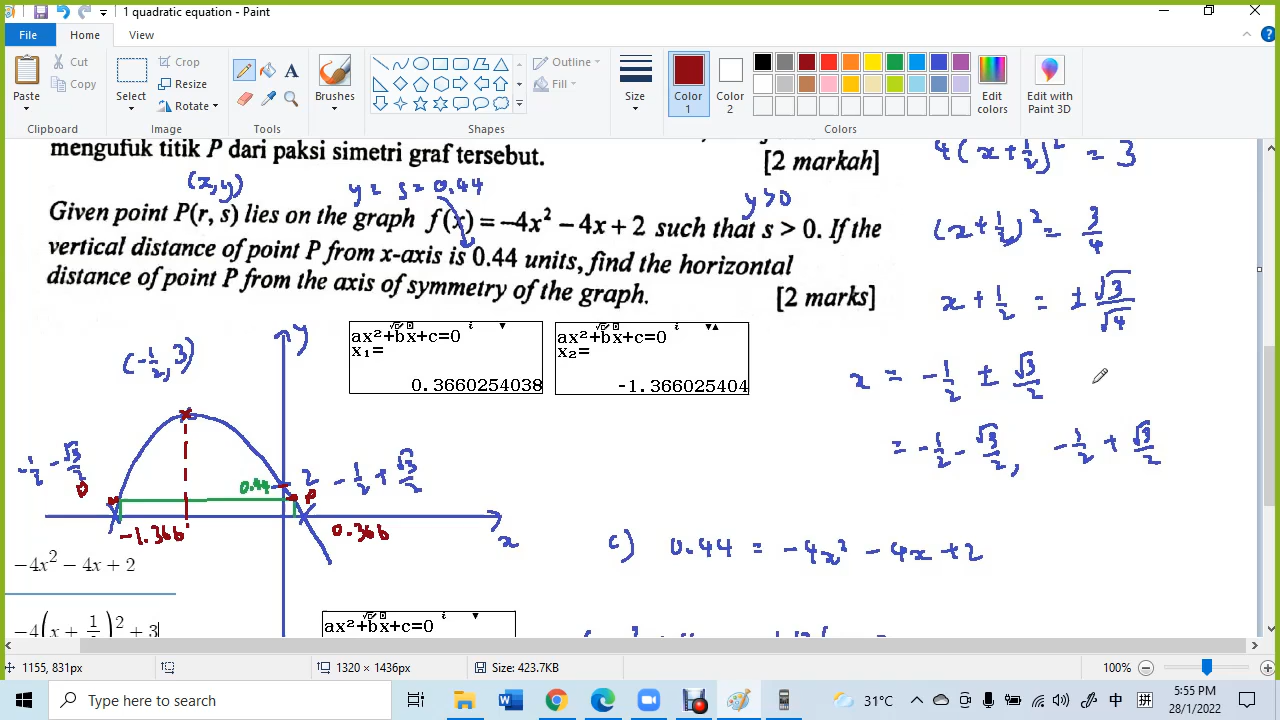 1 quadratic equation - Paint
File Home View
Paste Cut Copy Clipboard
Select Crop Resize Rotate Image
Tools
Brushes
Shapes
Outline Fill
Size
Color 1 Color 2 Colors
Edit colors
Edit with Paint 3D
mengufuk titik P dari paksi simetri graf tersebut.
[2 markah]
(x,y) y = s = 0.44 y>0
Given point P(r, s) lies on the graph f(x) = –4x² – 4x + 2 such that s > 0. If the
vertical distance of point P from x-axis is 0.44 units, find the horizontal
distance of point P from the axis of symmetry of the graph.
[2 marks]
4(x+½)² = 3
(x+½)² = 3/4
x + ½ = ± √3/√4
x = -½ ± √3/2
= -½ - √3/2, -½ + √3/2
ax²+bx+c=0
x₁=
0.3660254038
ax²+bx+c=0
x₂=
-1.366025404
y
(-½, 3)
-½ - √3/2
0.44 2 -½ + √3/2
P
-1.366 0.366
x
c) 0.44 = -4x² - 4x + 2
−4x² − 4x + 2
−4(x + 1/)² + 3
ax²+bx+c=0
1155, 831px
1320 × 1436px
Size: 423.7KB
100%
Type here to search
31°C
中
拼
5:55 PM
28/1/2022